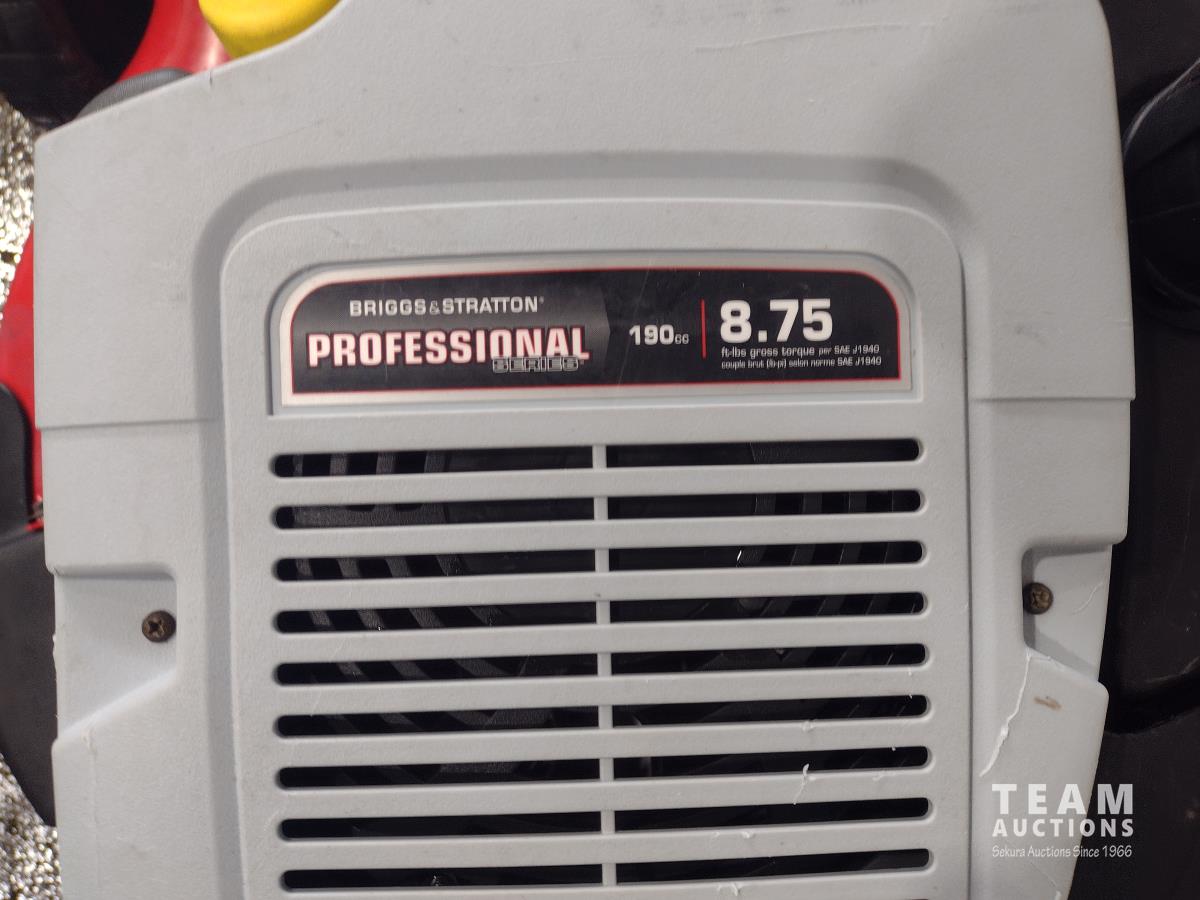 BRIGGS & STRATTON®
PROFESSIONAL
SERIES™
190cc
8.75
ft-lbs gross torque per SAE J1940
couple brut (lb-pi) selon norme SAE J1940
TEAM
AUCTIONS
Sekura Auctions Since 1966